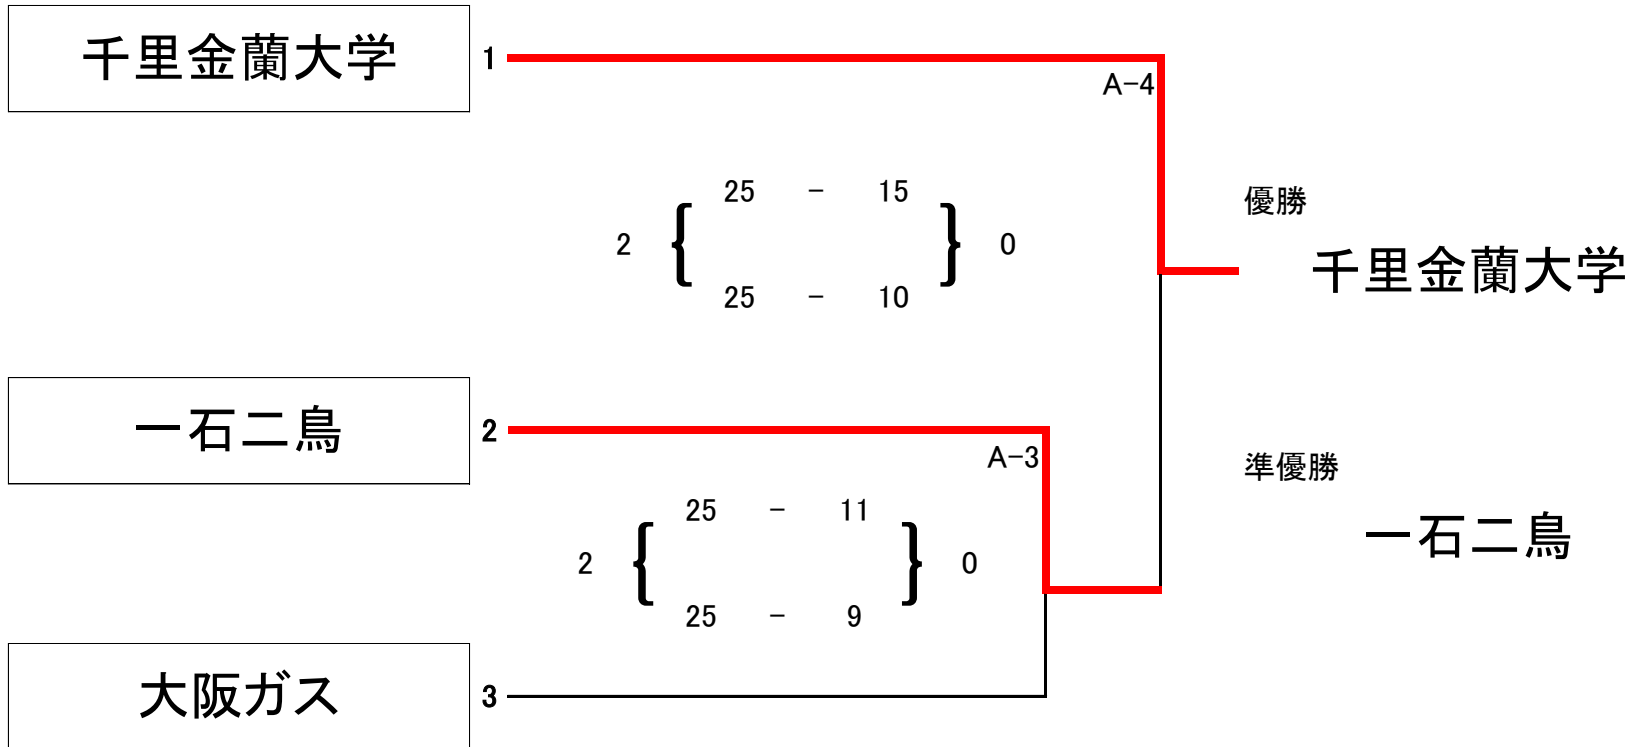 千里金蘭大学 1
A-4
25 - 15
優勝
2 { } 0
千里金蘭大学
25 - 10
一石二鳥 2
A-3
準優勝
25 - 11
一石二鳥
2 { } 0
25 - 9
大阪ガス 3